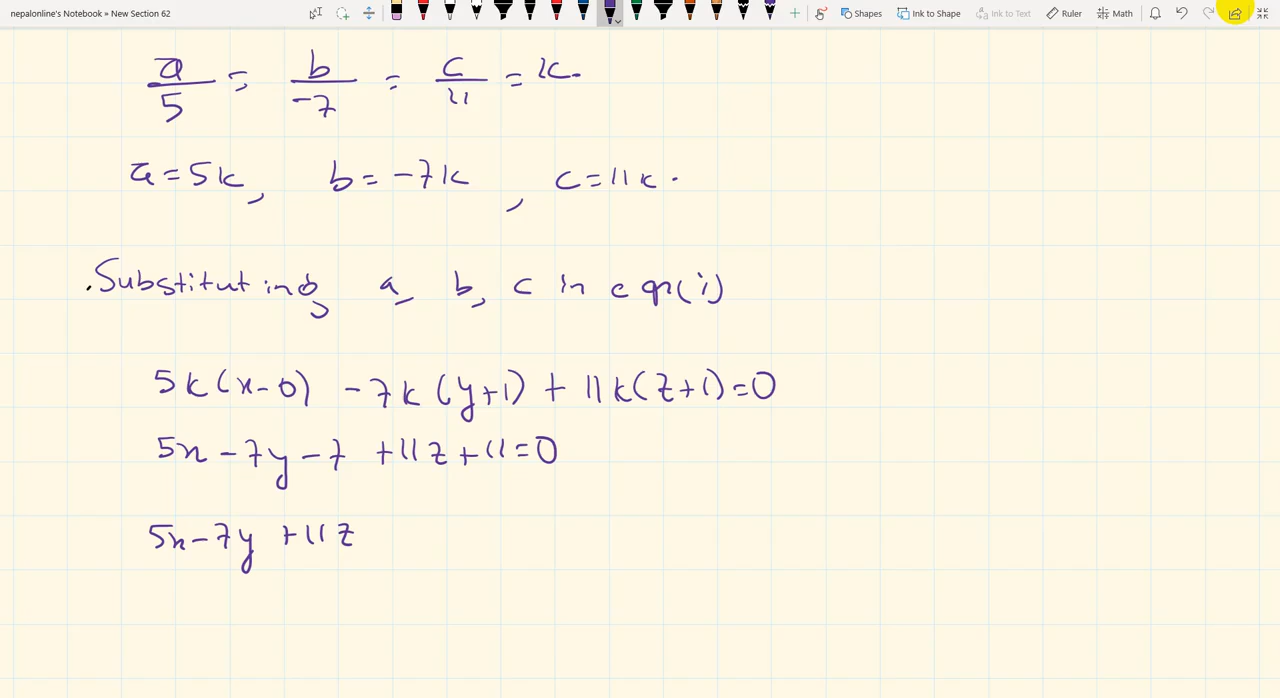 nepalonline's Notebook » New Section 62
Shapes Ink to Shape Ink to Text Ruler Math
a/5 = b/-7 = c/11 = k.
a = 5k, b = -7k, c = 11k.
Substituting a, b, c in eqn(i)
5k(x-0) -7k(y+1) + 11k(z+1) = 0
5x - 7y - 7 + 11z + 11 = 0
5x - 7y + 11z